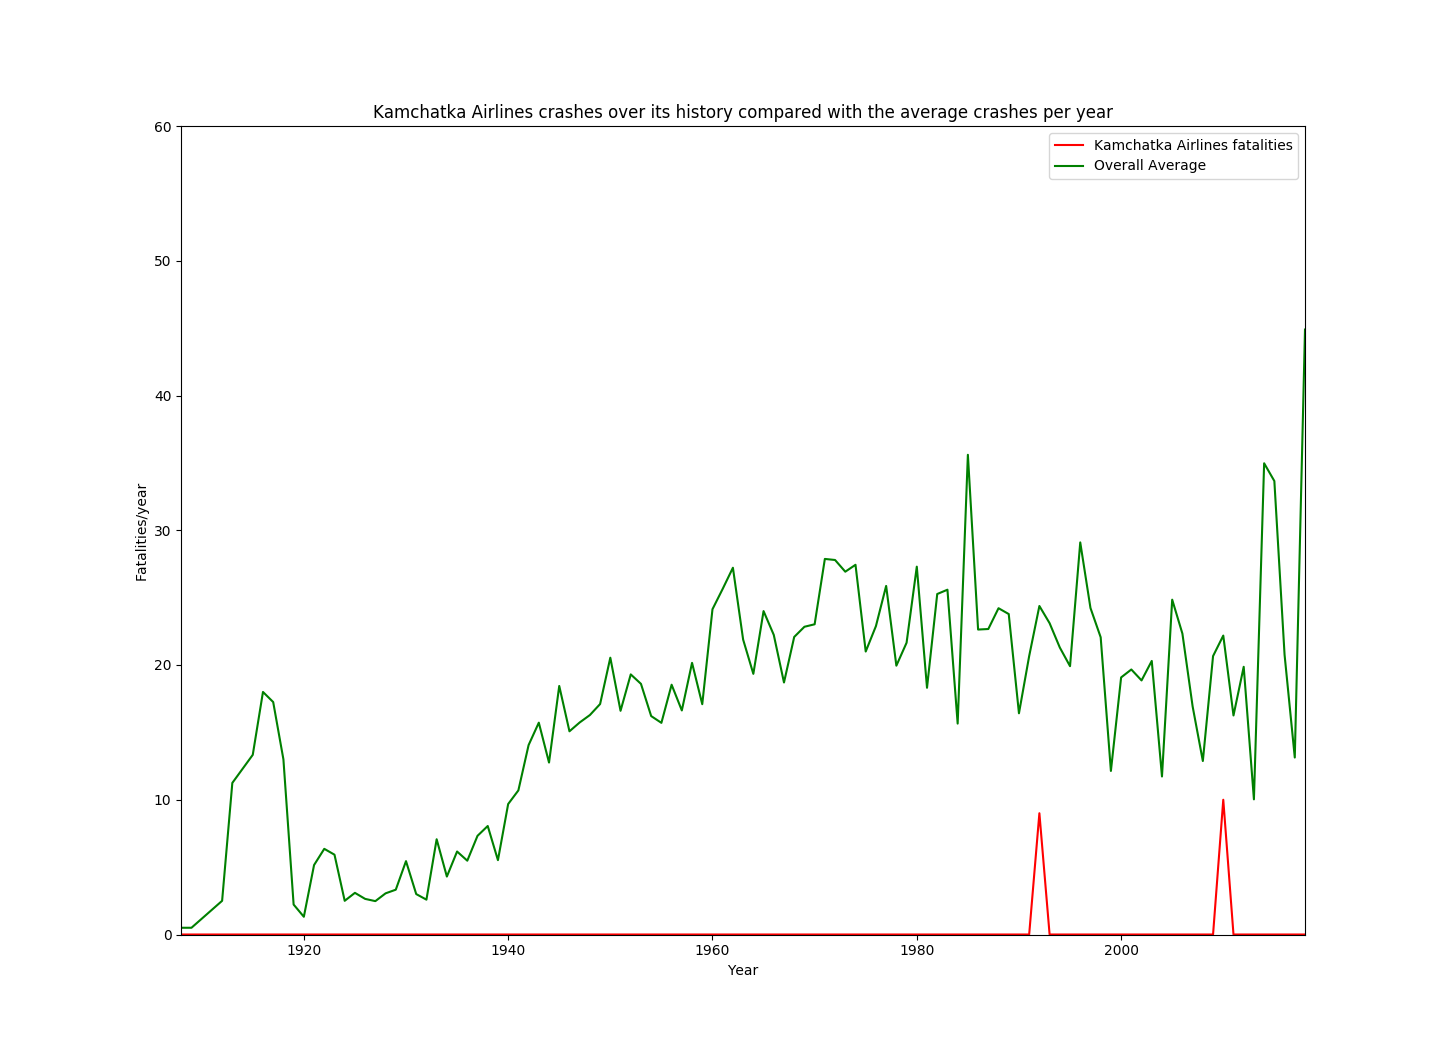 Kamchatka Airlines crashes over its history compared with the average crashes per year
Kamchatka Airlines fatalities
Overall Average
60
50
40
30
20
10
0
Fatalities/year
1920
1940
1960
1980
2000
Year